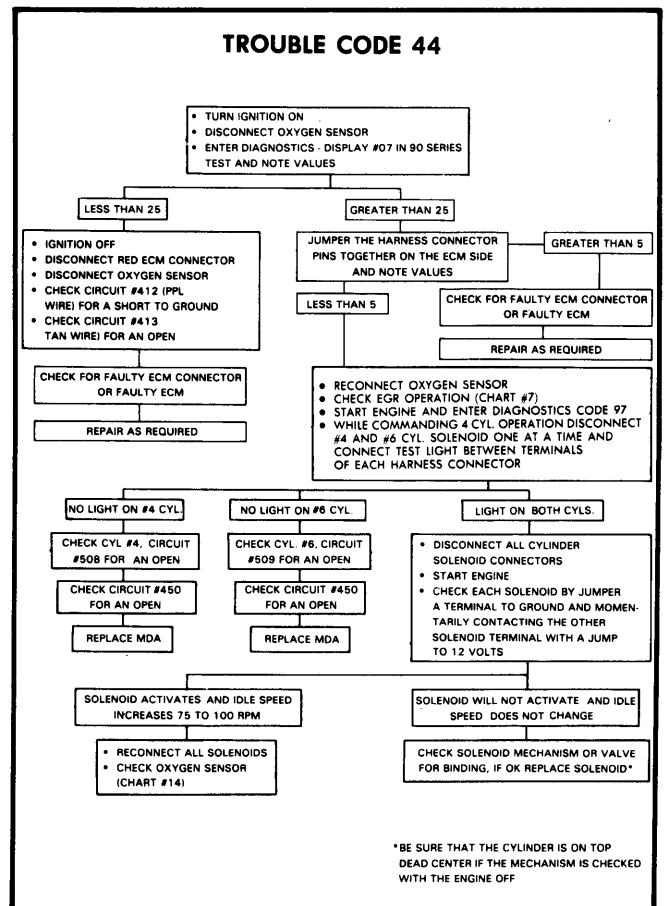 TROUBLE CODE 44
• TURN IGNITION ON
• DISCONNECT OXYGEN SENSOR
• ENTER DIAGNOSTICS - DISPLAY #07 IN 90 SERIES
TEST AND NOTE VALUES
LESS THAN 25
GREATER THAN 25
• IGNITION OFF
• DISCONNECT RED ECM CONNECTOR
• DISCONNECT OXYGEN SENSOR
• CHECK CIRCUIT #412 (PPL
WIRE) FOR A SHORT TO GROUND
• CHECK CIRCUIT #413
TAN WIRE) FOR AN OPEN
JUMPER THE HARNESS CONNECTOR
PINS TOGETHER ON THE ECM SIDE
AND NOTE VALUES
GREATER THAN 5
LESS THAN 5
CHECK FOR FAULTY ECM CONNECTOR
OR FAULTY ECM
REPAIR AS REQUIRED
CHECK FOR FAULTY ECM CONNECTOR
OR FAULTY ECM
REPAIR AS REQUIRED
• RECONNECT OXYGEN SENSOR
• CHECK EGR OPERATION (CHART #7)
• START ENGINE AND ENTER DIAGNOSTICS CODE 97
• WHILE COMMANDING 4 CYL. OPERATION DISCONNECT
#4 AND #6 CYL. SOLENOID ONE AT A TIME AND
CONNECT TEST LIGHT BETWEEN TERMINALS
OF EACH HARNESS CONNECTOR
NO LIGHT ON #4 CYL.
NO LIGHT ON #6 CYL.
LIGHT ON BOTH CYLS.
CHECK CYL #4, CIRCUIT
#508 FOR AN OPEN
CHECK CIRCUIT #450
FOR AN OPEN
REPLACE MDA
CHECK CYL. #6, CIRCUIT
#509 FOR AN OPEN
CHECK CIRCUIT #450
FOR AN OPEN
REPLACE MDA
• DISCONNECT ALL CYLINDER
SOLENOID CONNECTORS
• START ENGINE
• CHECK EACH SOLENOID BY JUMPER
A TERMINAL TO GROUND AND MOMEN-
TARILY CONTACTING THE OTHER
SOLENOID TERMINAL WITH A JUMP
TO 12 VOLTS
SOLENOID ACTIVATES AND IDLE SPEED
INCREASES 75 TO 100 RPM
SOLENOID WILL NOT ACTIVATE AND IDLE
SPEED DOES NOT CHANGE
• RECONNECT ALL SOLENOIDS
• CHECK OXYGEN SENSOR
(CHART #14)
CHECK SOLENOID MECHANISM OR VALVE
FOR BINDING, IF OK REPLACE SOLENOID*
*BE SURE THAT THE CYLINDER IS ON TOP
DEAD CENTER IF THE MECHANISM IS CHECKED
WITH THE ENGINE OFF